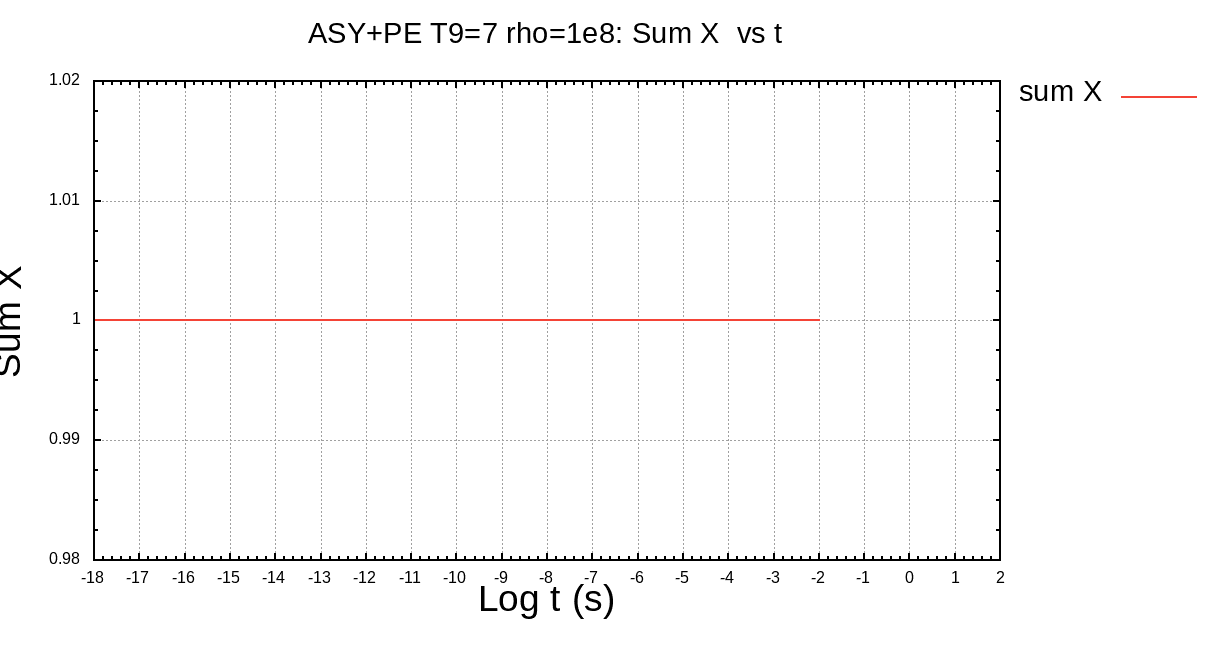 ASY+PE T9=7 rho=1e8: Sum X  vs t
sum X
1.02
1.01
1
0.99
0.98
Sum X
-18 -17 -16 -15 -14 -13 -12 -11 -10 -9 -8 -7 -6 -5 -4 -3 -2 -1 0 1 2
Log t (s)